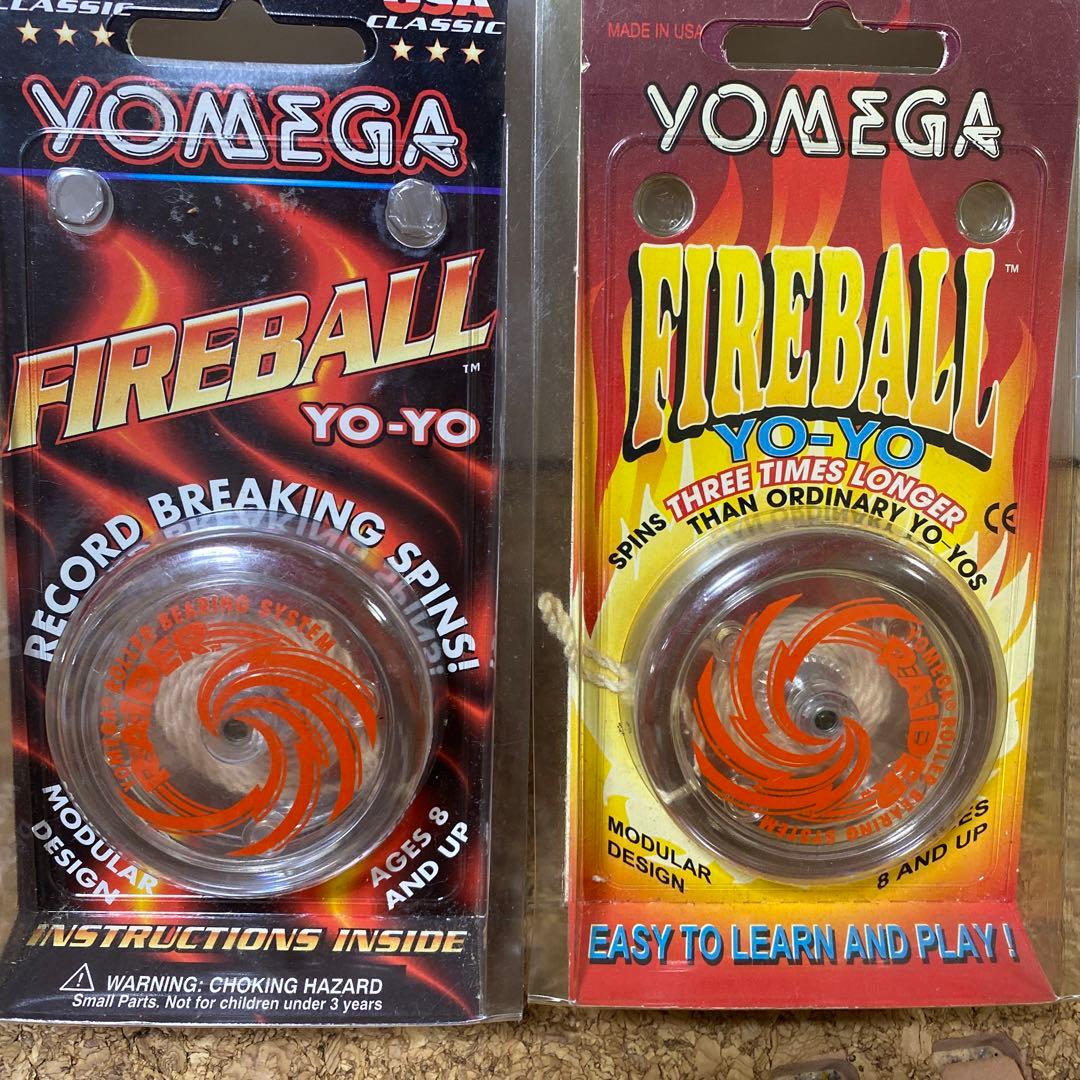 CLASSIC
USA
CLASSIC
YOMEGA
FIREBALL
TM
YO-YO
RECORD BREAKING SPINS!
YOMEGA ROLLER BEARING SYSTEM
RAIDER
MODULAR
DESIGN
AGES 8
AND UP
INSTRUCTIONS INSIDE
WARNING: CHOKING HAZARD
Small Parts. Not for children under 3 years
MADE IN USA
YOMEGA
FIREBALL
TM
YO-YO
SPINS THREE TIMES LONGER
THAN ORDINARY YO-YOS
CE
YOMEGA® ROLLER BEARING SYSTEM
RAIDER
MODULAR
DESIGN
8 AND UP
EASY TO LEARN AND PLAY!